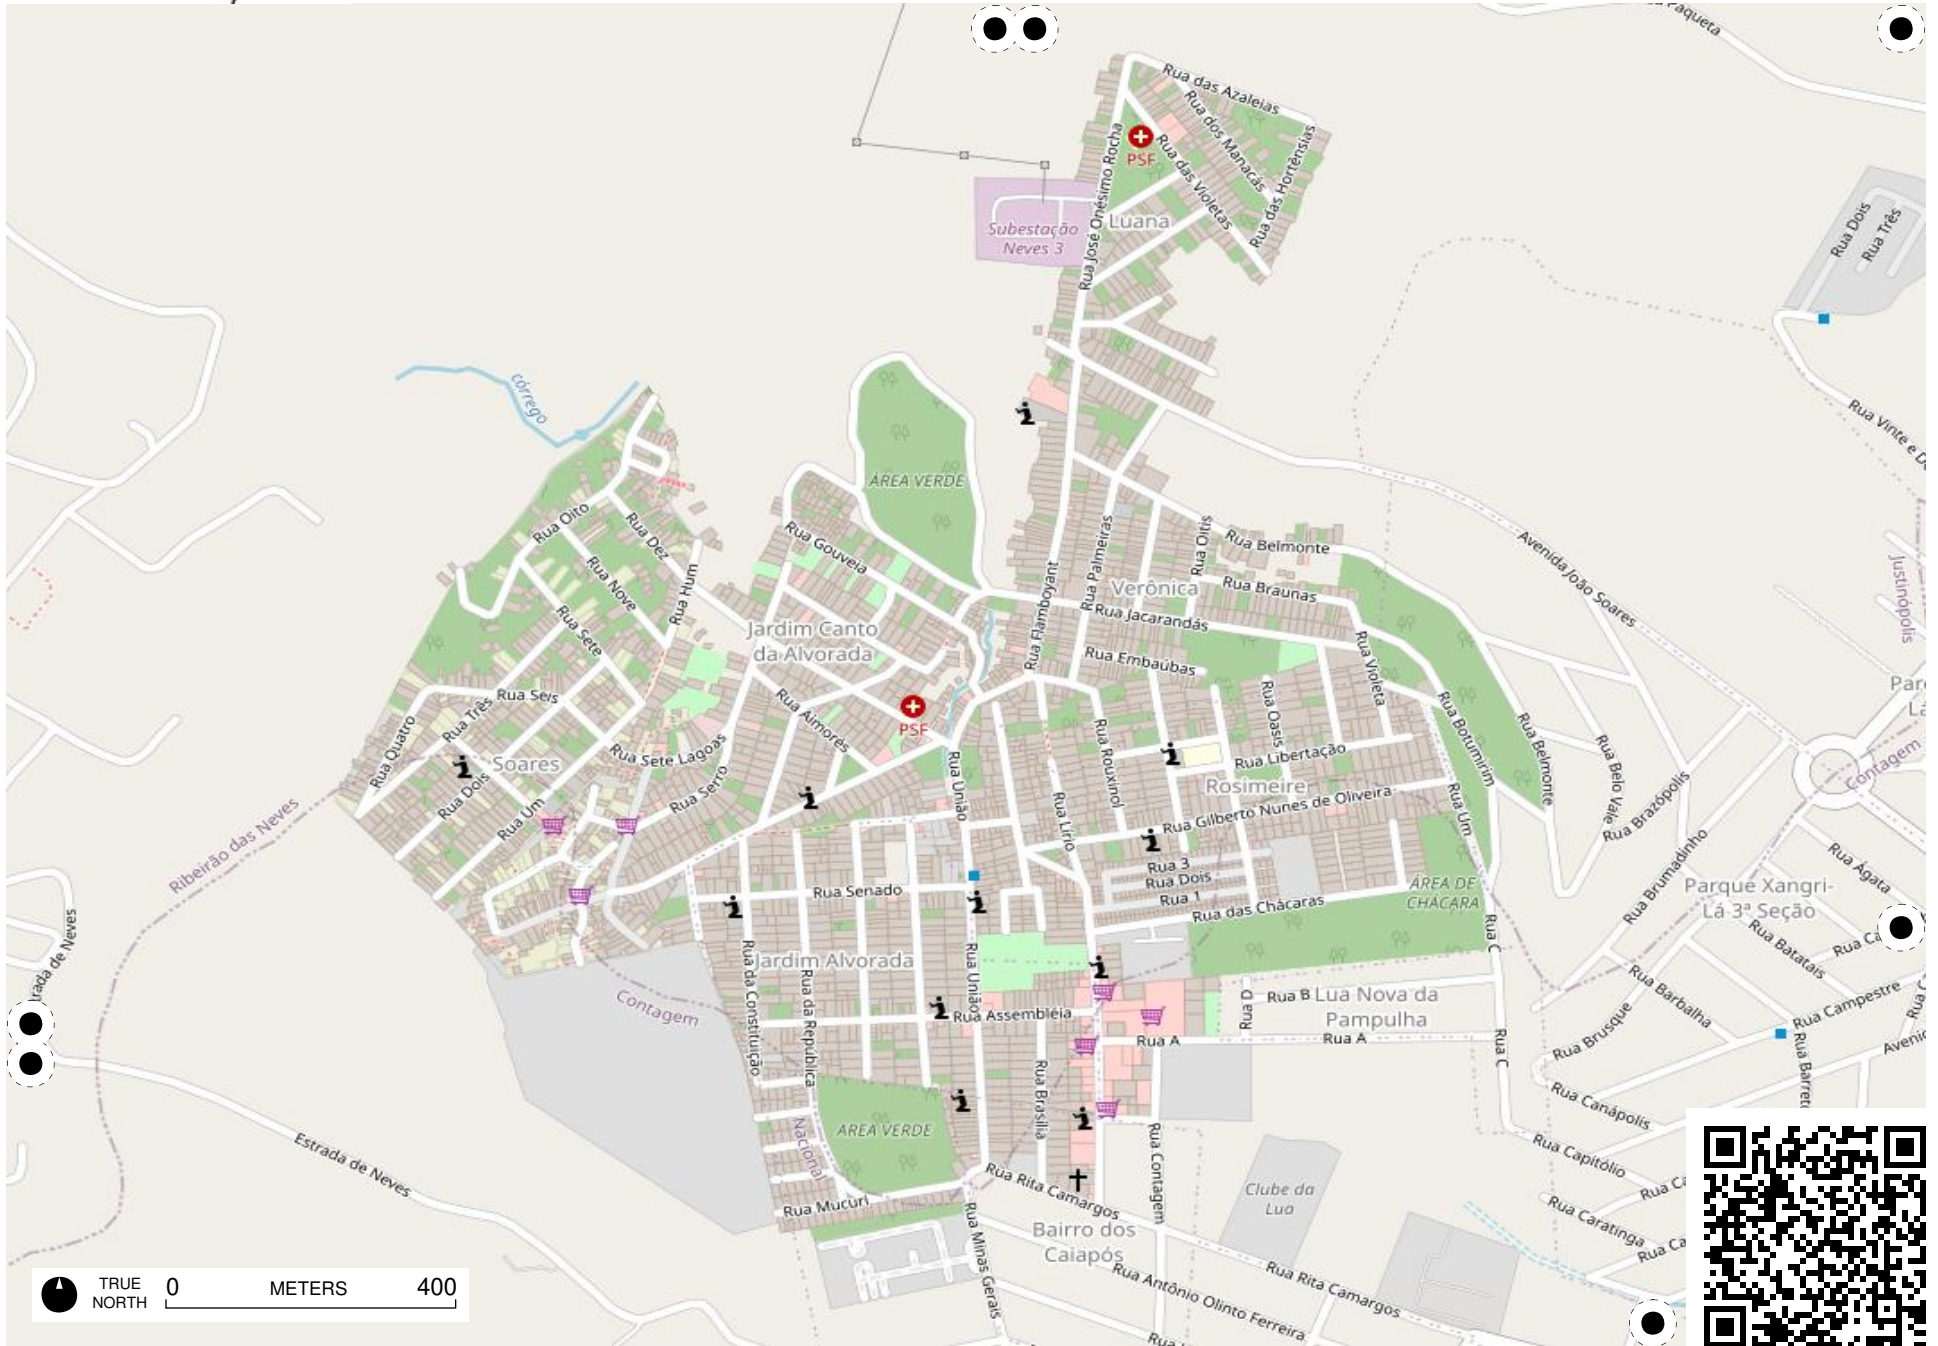 Rua das Azaleias
Rua dos Manacás
Rua das Hortênsias
Rua José Onésimo Rocha
PSF
Rua das Violetas
Luana
Subestação
Neves 3
Rua Dois
Rua Três
Rua Vinte e D
córrego
ÁREA VERDE
Rua Oito
Rua Dez
Rua Nove
Rua Hum
Rua Sete
Rua Gouveia
Jardim Canto
da Alvorada
Rua Flamboyant
Rua Palmeiras
Rua Oitis
Verônica
Rua Belmonte
Rua Braúnas
Rua Jacarandás
Rua Embaúbas
Avenida João Soares
Justinópolis
Rua Seis
Rua Três
Rua Quatro
Soares
Rua Dois
Rua Um
Rua Sete Lagoas
Rua Serro
Rua Aimorés
PSF
Rua União
Rua Lírio
Rua Rouxinol
Rua Oasis
Rua Violeta
Rua Libertação
Rosimeire
Rua Gilberto Nunes de Oliveira
Rua Botumirim
Rua Um
Rua Belmonte
Rua Belo Vale
Rua Brazópolis
Rua Brumadinho
Contagem
Ribeirão das Neves
Rua Senado
Rua 3
Rua Dois
Rua 1
Rua das Chácaras
ÁREA DE
CHÁCARA
Rua C
Parque Xangri-
Lá 3ª Seção
Rua Ágata
Rua Batatais
Rua Barbalha
Rua Campestre
Rua Brusque
Rua Barreto
Rua Canápolis
Rua Capitólio
Rua Caratinga
Rua Ca
Estrada de Neves
Contagem
Jardim Alvorada
Rua da Constituição
Rua da República
Rua União
Rua Assembléia
Rua Brasília
Rua D
Rua B
Lua Nova da
Pampulha
Rua A
Rua A
Rua C
AREA VERDE
Nacional
Rua Mucuri
Rua Rita Camargos
Rua Contagem
Clube da
Lua
Bairro dos
Caiapós
Rua Minas Gerais
Rua Antônio Olinto Ferreira
Rua Rita Camargos
Estrada de Neves
TRUE
NORTH
0 METERS 400